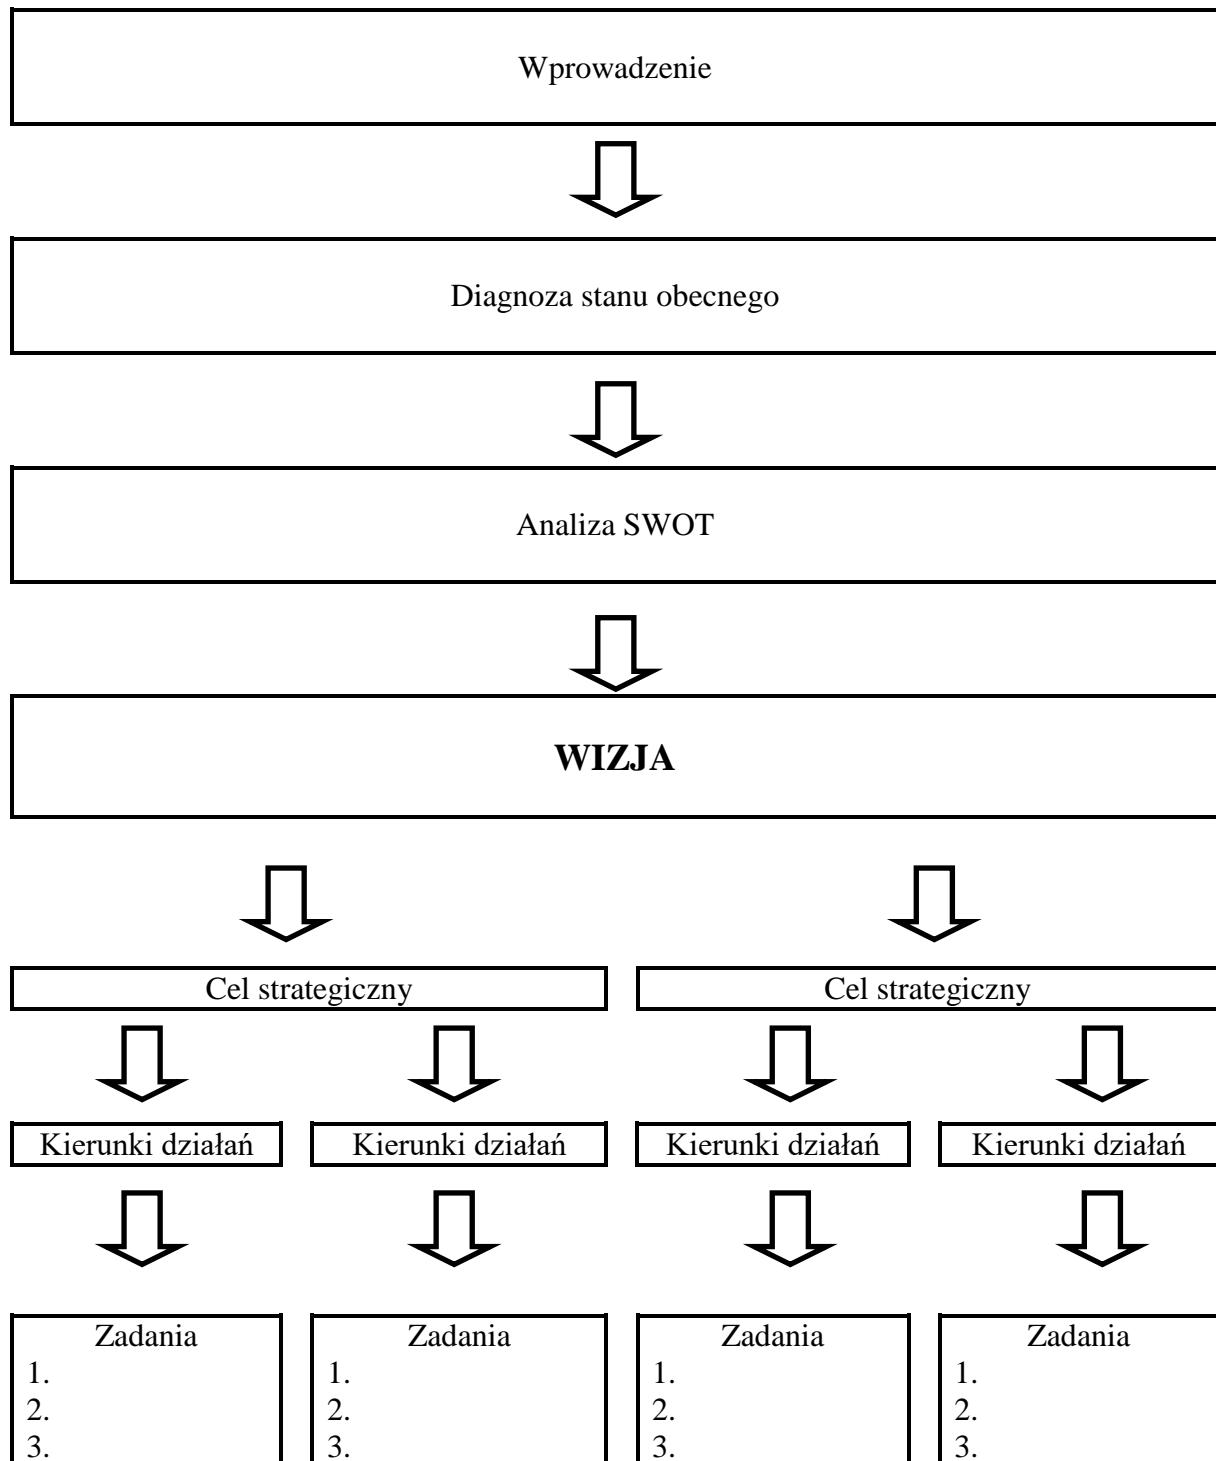 Wprowadzenie
Diagnoza stanu obecnego
Analiza SWOT
WIZJA
Cel strategiczny
Cel strategiczny
Kierunki działań
Kierunki działań
Kierunki działań
Kierunki działań
Zadania
1.
2.
3.
Zadania
1.
2.
3.
Zadania
1.
2.
3.
Zadania
1.
2.
3.